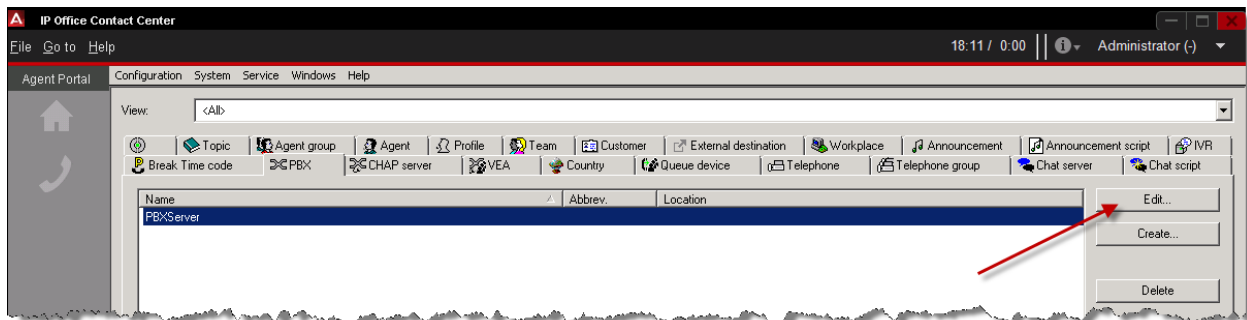 IP Office Contact Center
File Go to Help 18:11 / 0:00 Administrator (-)
Agent Portal Configuration System Service Windows Help
View: <All>
Topic Agent group Agent Profile Team Customer External destination Workplace Announcement Announcement script IVR
Break Time code PBX CHAP server VEA Country Queue device Telephone Telephone group Chat server Chat script
Name Abbrev. Location Edit...
PBXServer
Create...
Delete